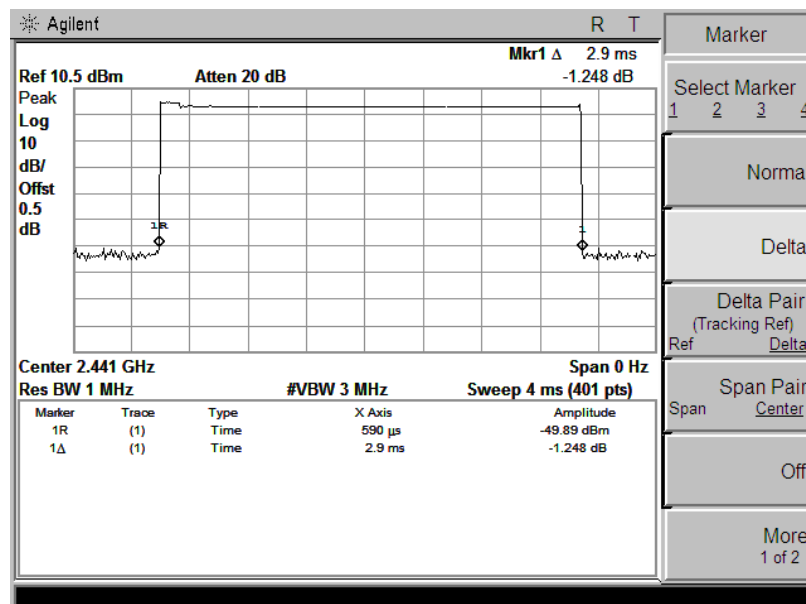 Agilent R T
Mkr1 Δ 2.9 ms
Ref 10.5 dBm Atten 20 dB -1.248 dB
Peak
Log
10
dB/
Offst
0.5
dB
1R
1
Center 2.441 GHz Span 0 Hz
Res BW 1 MHz #VBW 3 MHz Sweep 4 ms (401 pts)
Marker Trace Type X Axis Amplitude
1R (1) Time 590 µs -49.89 dBm
1Δ (1) Time 2.9 ms -1.248 dB
Marker
Select Marker
1 2 3 4
Norma
Delta
Delta Pair
(Tracking Ref)
Ref Delta
Span Pair
Span Center
Off
More
1 of 2